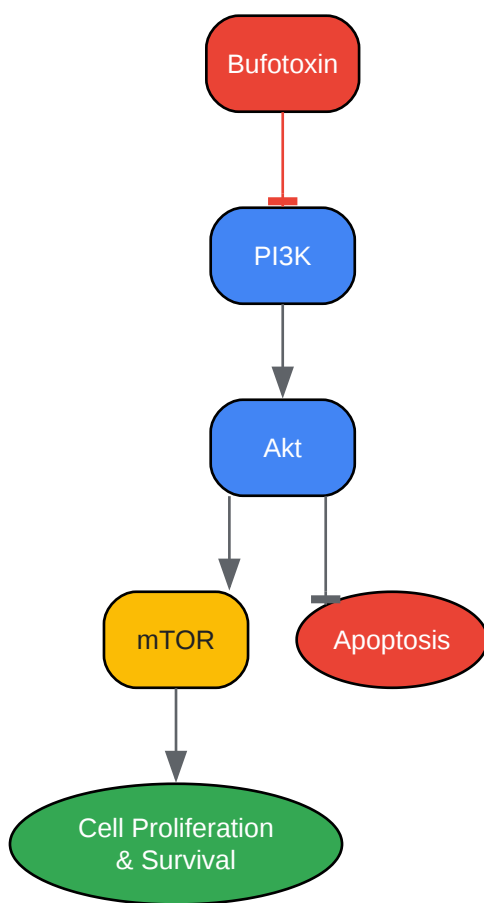 Bufotoxin
PI3K
Akt
mTOR
Apoptosis
Cell Proliferation
& Survival